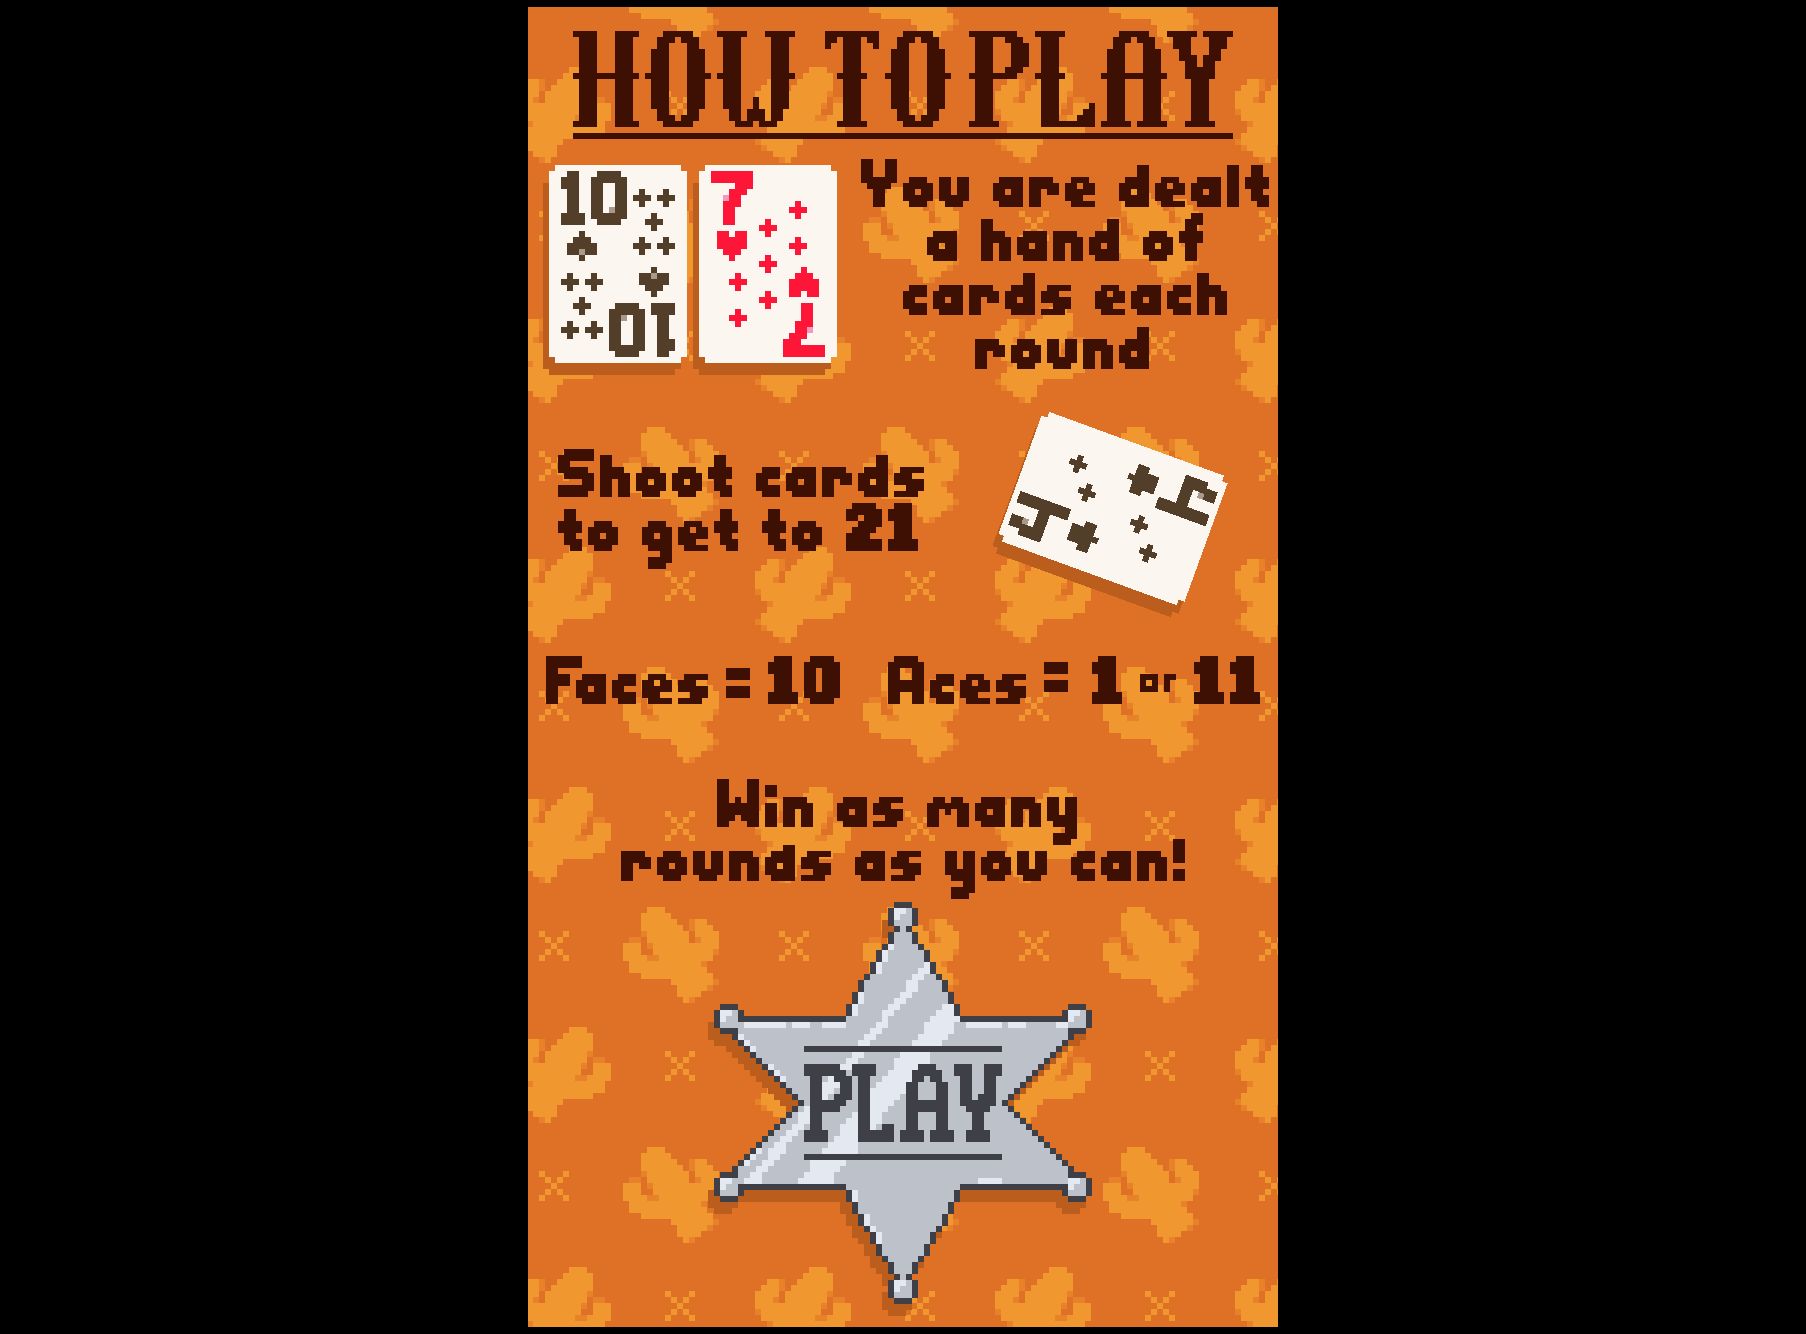 HOW TO PLAY
10
7
10
7
You are dealt
a hand of
cards each
round
Shoot cards
to get to 21
J
J
Faces = 10 Aces = 1 or 11
Win as many
rounds as you can!
PLAY